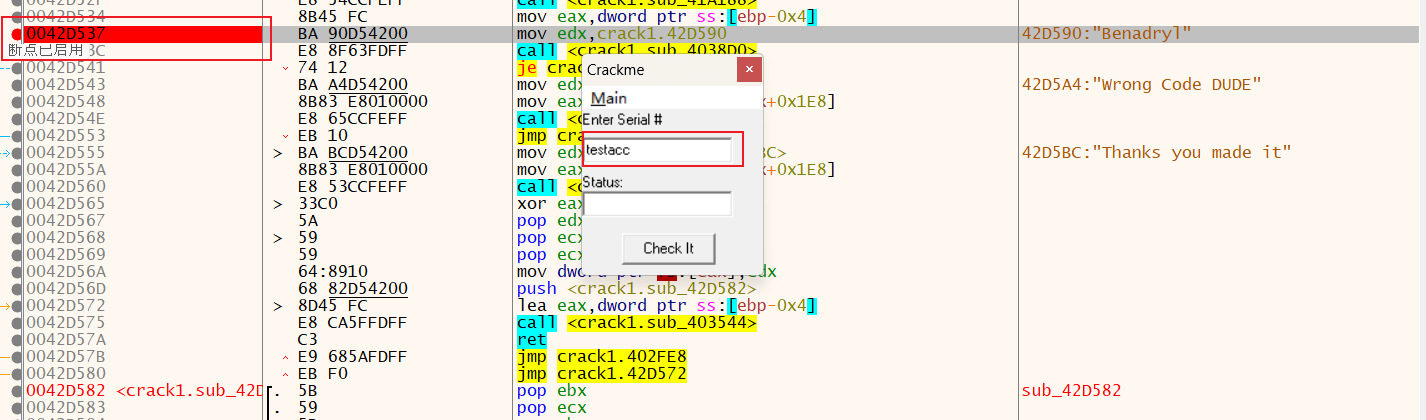 0042D52F E8 54CCFEFF call <crack1.sub_41A188>
0042D534 8B45 FC mov eax,dword ptr ss:[ebp-0x4]
0042D537 BA 90D54200 mov edx,crack1.42D590 42D590:"Benadryl"
断点已启用 3C E8 8F63FDFF call <crack1.sub_4038D0>
0042D541 74 12 je crac
0042D543 BA A4D54200 mov ed 42D5A4:"Wrong Code DUDE"
0042D548 8B83 E8010000 mov eax x+0x1E8]
0042D54E E8 65CCFEFF call <c
0042D553 EB 10 jmp cra
0042D555 > BA BCD54200 mov edx BC> 42D5BC:"Thanks you made it"
0042D55A 8B83 E8010000 mov eax x+0x1E8]
0042D560 E8 53CCFEFF call <c
0042D565 > 33C0 xor eax
0042D567 5A pop edx
0042D568 > 59 pop ecx
0042D569 59 pop ecx
0042D56A 64:8910 mov dword ptr :[eax],edx
0042D56D 68 82D54200 push <crack1.sub_42D582>
0042D572 > 8D45 FC lea eax,dword ptr ss:[ebp-0x4]
0042D575 E8 CA5FFDFF call <crack1.sub_403544>
0042D57A C3 ret
0042D57B E9 685AFDFF jmp crack1.402FE8
0042D580 EB F0 jmp crack1.42D572
0042D582 <crack1.sub_42D . 5B pop ebx sub_42D582
0042D583 . 59 pop ecx
Crackme
×
Main
Enter Serial #
testacc
Status:
Check It